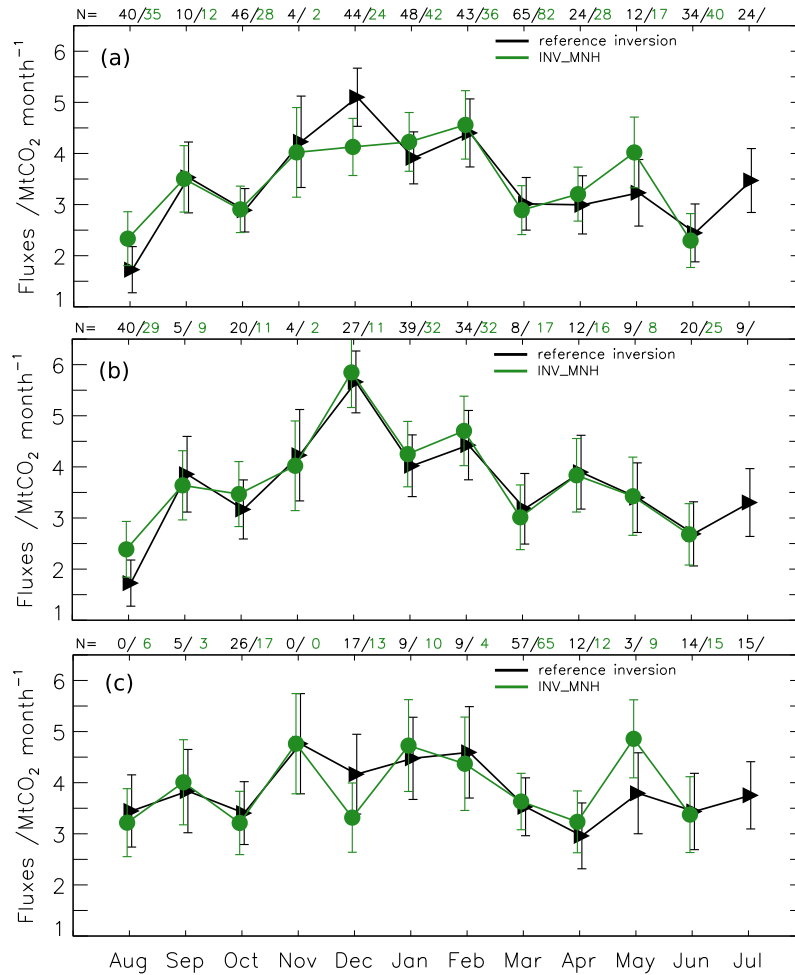 N= 40/35 10/12 46/28 4/ 2 44/24 48/42 43/36 65/82 24/28 12/17 34/40 24/
(a)
reference inversion
INV_MNH
6
5
4
3
2
1
Fluxes /MtCO₂ month⁻¹
N= 40/29 5/ 9 20/11 4/ 2 27/11 39/32 34/32 8/ 17 12/16 9/ 8 20/25 9/
(b)
reference inversion
INV_MNH
6
5
4
3
2
1
Fluxes /MtCO₂ month⁻¹
N= 0/ 6 5/ 3 26/17 0/ 0 17/13 9/ 10 9/ 4 57/65 12/12 3/ 9 14/15 15/
(c)
reference inversion
INV_MNH
6
5
4
3
2
1
Fluxes /MtCO₂ month⁻¹
Aug Sep Oct Nov Dec Jan Feb Mar Apr May Jun Jul